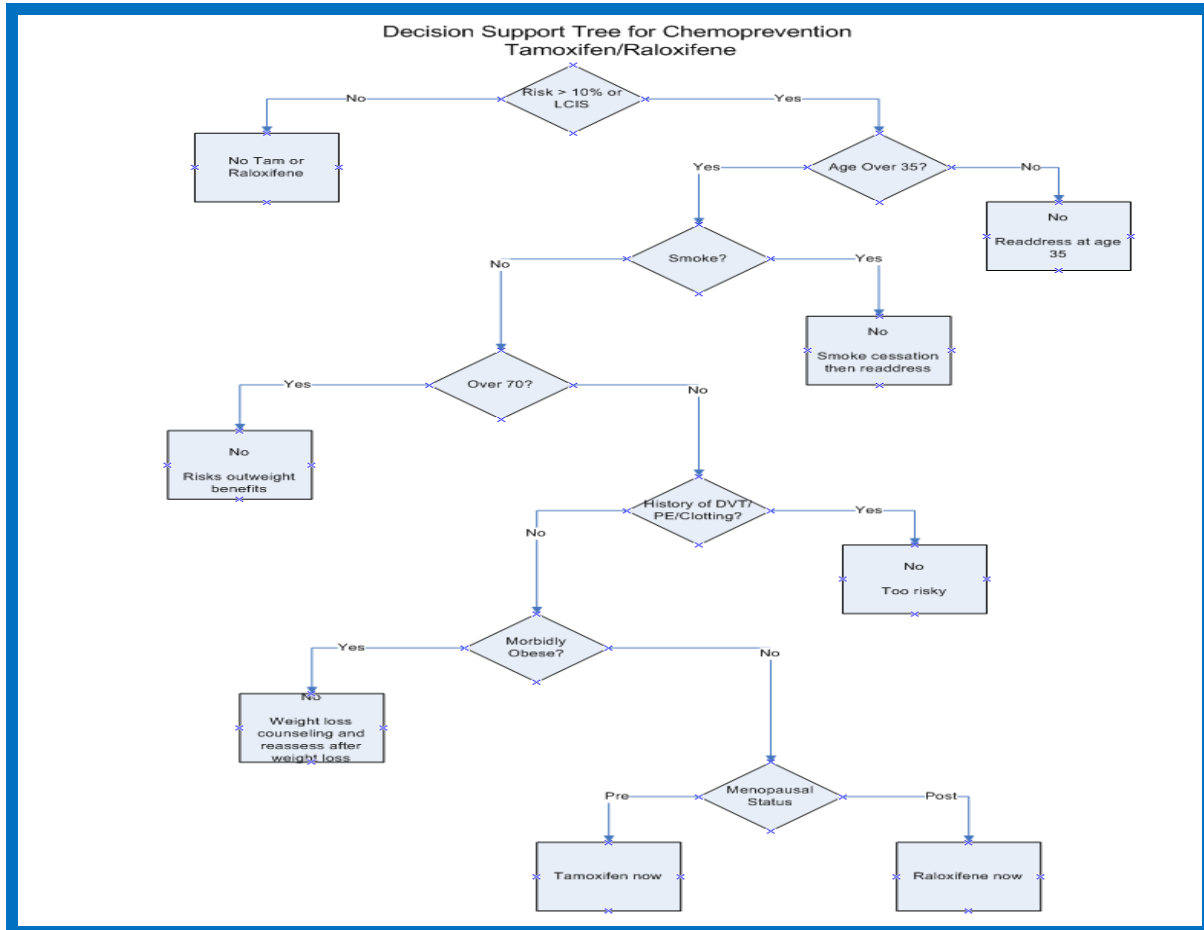 Decision Support Tree for Chemoprevention
Tamoxifen/Raloxifene
Risk > 10% or
LCIS
No
Yes
No Tam or
Raloxifene
Age Over 35?
Yes
No
No
Readdress at age
35
Smoke?
No
Yes
No
Smoke cessation
then readdress
Over 70?
Yes
No
No
Risks outweight
benefits
History of DVT/
PE/Clotting?
No
Yes
No
Too risky
Morbidly
Obese?
Yes
No
No
Weight loss
counseling and
reassess after
weight loss
Menopausal
Status
Pre
Post
Tamoxifen now
Raloxifene now